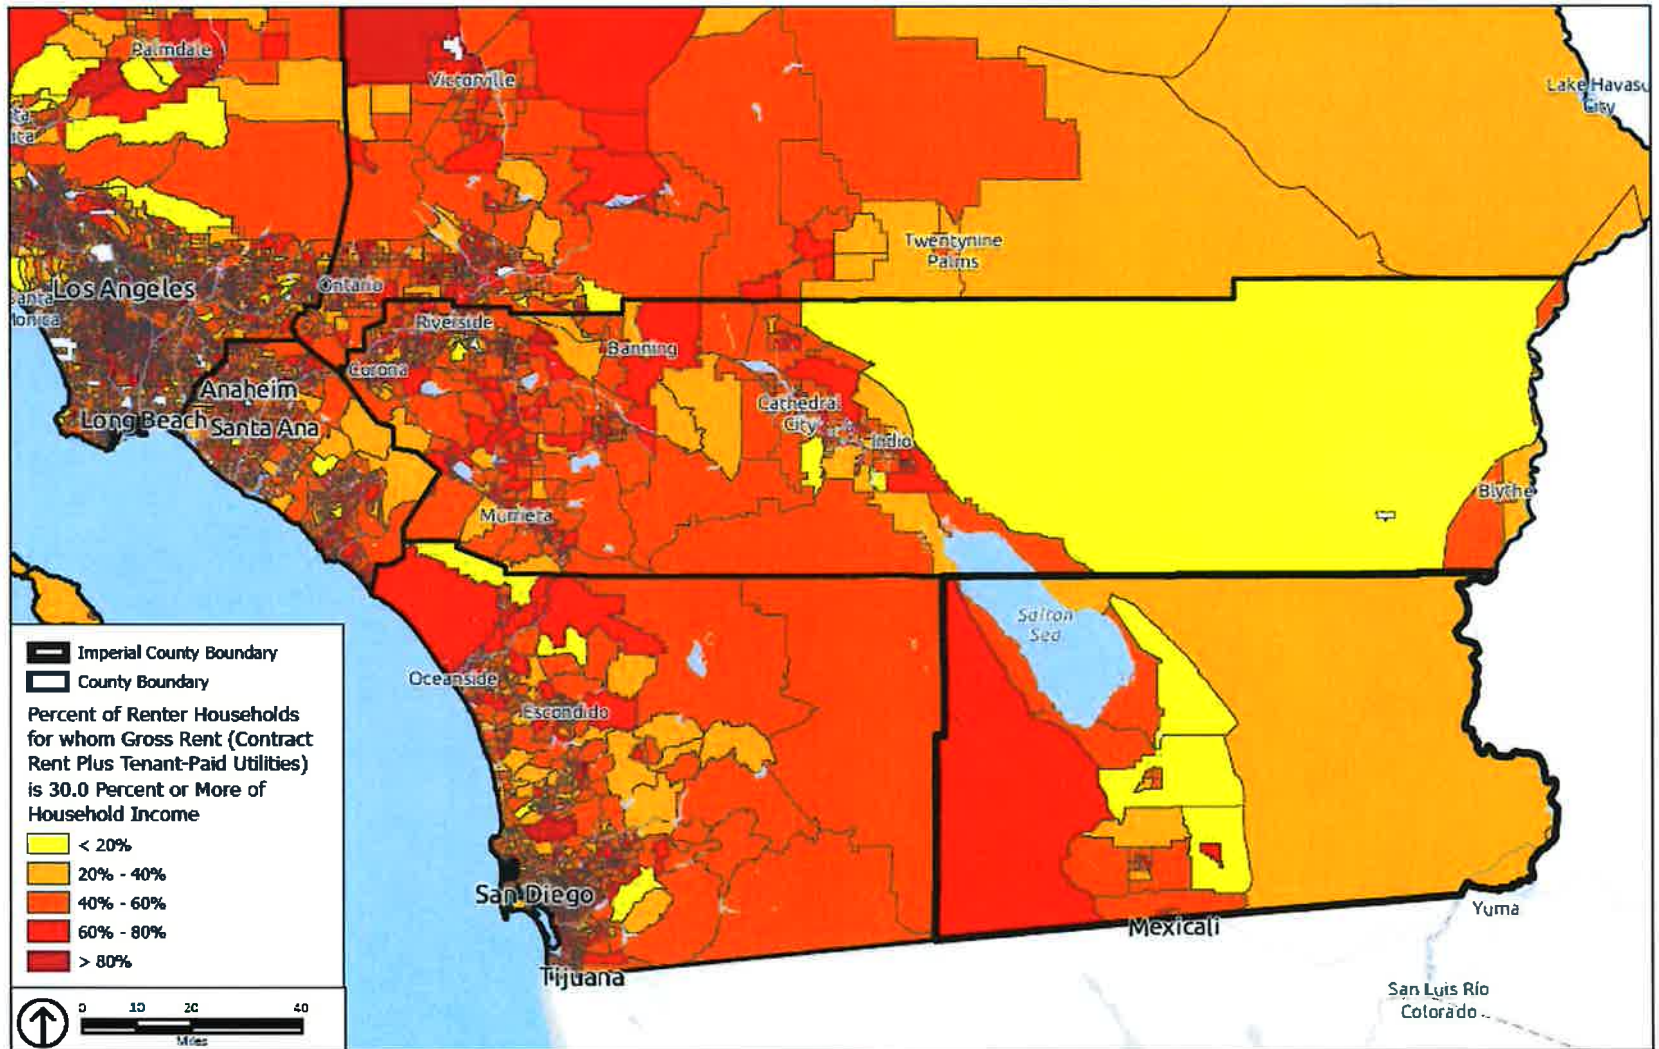 Palmdale
Victorville
Lake Havasu
City
Twentynine
Palms
Los Angeles
Ontario
Santa
Monica
Riverside
Banning
Corona
Anaheim
Cathedral
City
Long Beach
Santa Ana
Indio
Blythe
Murrieta
Salton
Sea
Oceanside
Escondido
San Diego
Tijuana
Mexicali
Yuma
San Luis Río
Colorado
Imperial County Boundary
County Boundary
Percent of Renter Households
for whom Gross Rent (Contract
Rent Plus Tenant-Paid Utilities)
is 30.0 Percent or More of
Household Income
< 20%
20% - 40%
40% - 60%
60% - 80%
> 80%
0 10 20 40
Miles